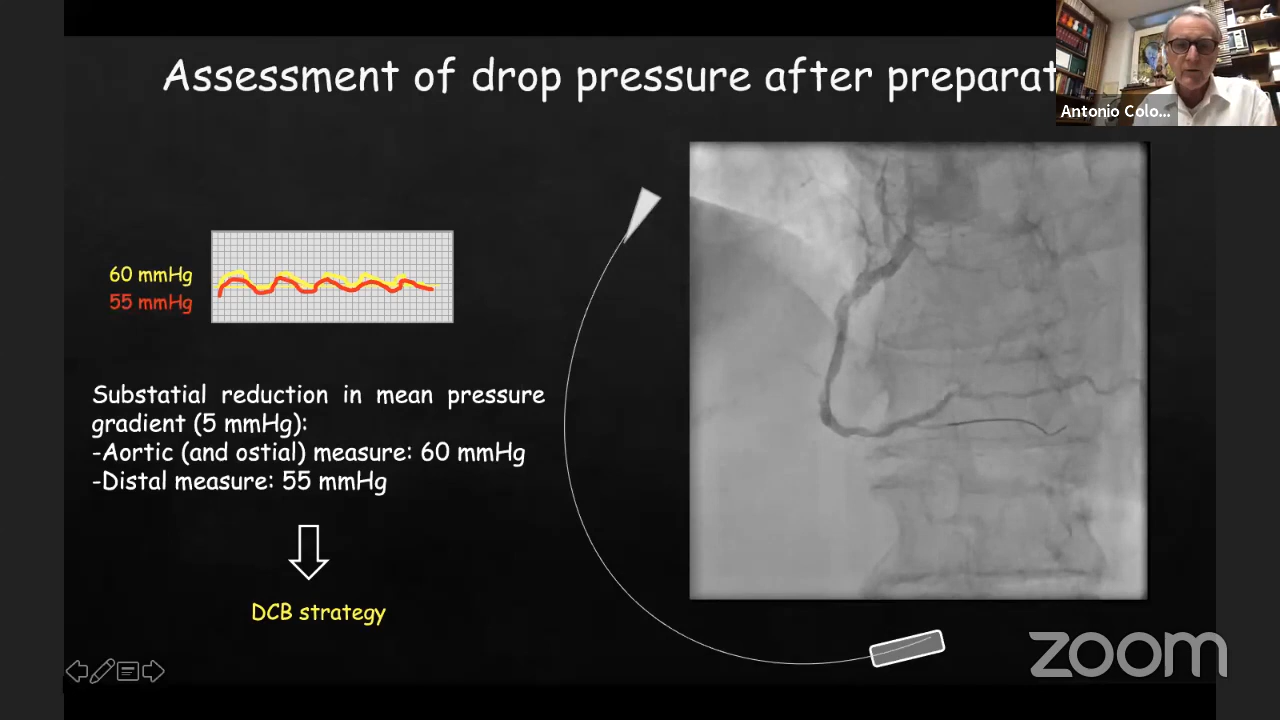 Assessment of drop pressure after preparat
Antonio Colo...
60 mmHg
55 mmHg
Substatial reduction in mean pressure
gradient (5 mmHg):
-Aortic (and ostial) measure: 60 mmHg
-Distal measure: 55 mmHg
DCB strategy
zoom